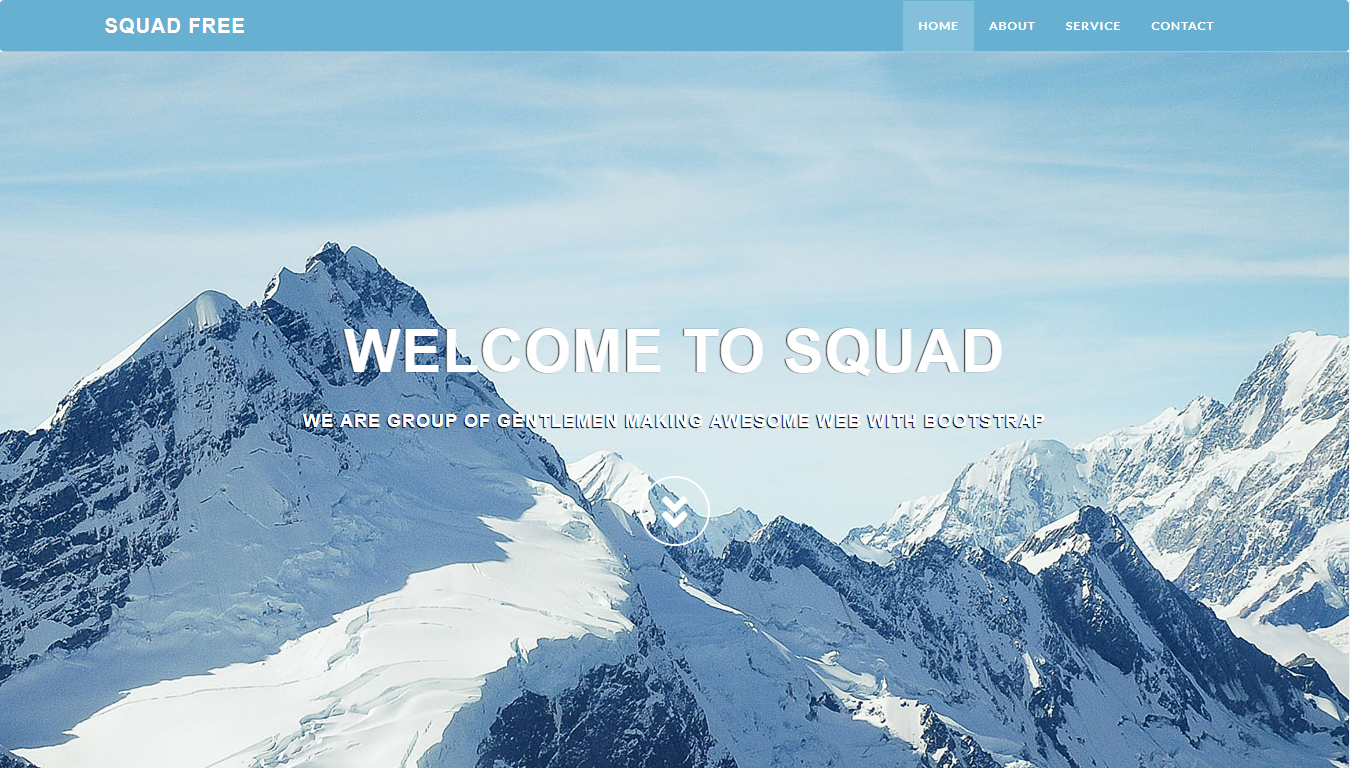 SQUAD FREE
HOME ABOUT SERVICE CONTACT
WELCOME TO SQUAD
WE ARE GROUP OF GENTLEMEN MAKING AWESOME WEB WITH BOOTSTRAP